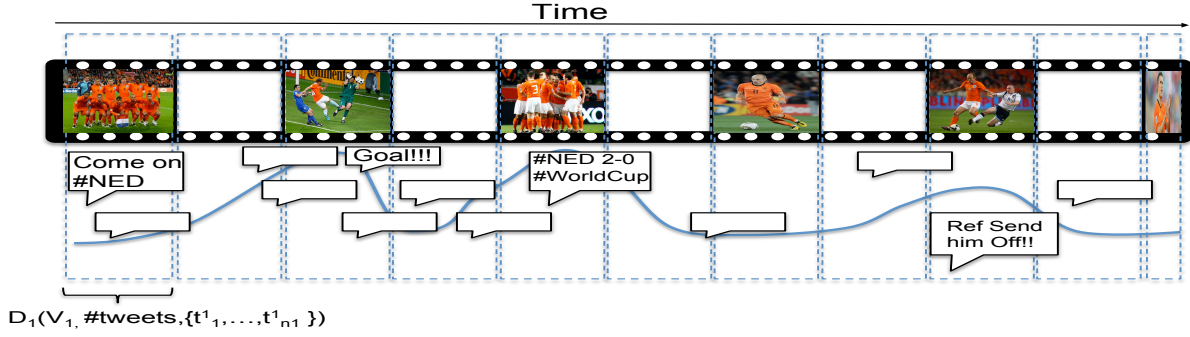 Time
Come on
#NED
Goal!!!
#NED 2-0
#WorldCup
Ref Send
him Off!!
D₁(V₁, #tweets,{t¹₁,...,t¹ₙ₁ })